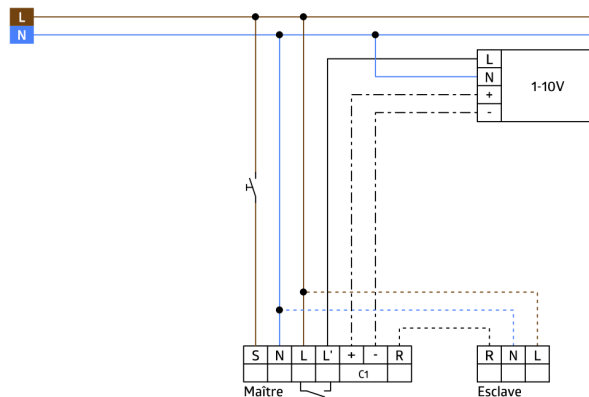 L
N
L
N
+
-
1-10V
S N L L' + - R
C1
Maître
R N L
Esclave